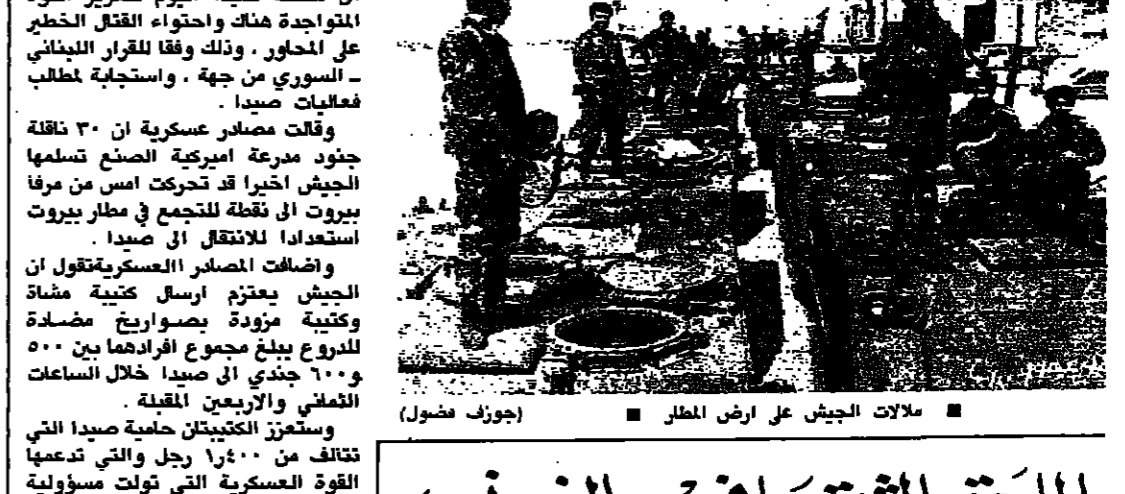 المتواجدة هناك واحتواء القتال الخطير
على المحاور ، وذلك وفقا للقرار اللبناني
ـ السوري من جهة ، واستجابة لمطالب
فعاليات صيدا .
وقالت مصادر عسكرية ان ٣٠ ناقلة
جنود مدرعة اميركية الصنع تسلمها
الجيش اخيرا قد تحركت امس من مرفا
بيروت الى نقطة للتجمع في مطار بيروت
استعدادا للانتقال الى صيدا .
واضافت المصادر االعسكريةتقول ان
الجيش يعتزم ارسال كتيبة مشاة
وكتيبة مزودة بصواريخ مضادة
للدروع يبلغ مجموع افرادهما بين ٥٠٠
و٦٠٠ جندي الى صيدا خلال الساعات
الثماني والاربعين المقبلة .
وستعزز الكتيبتان حامية صيدا التي
تتالف من ١٫٤٠٠ رجل والتي تدعمها
القوة العسكرية التي تولت مسؤولية
■ ملالات الجيش على ارض المطار ■ (جوزف فضول)